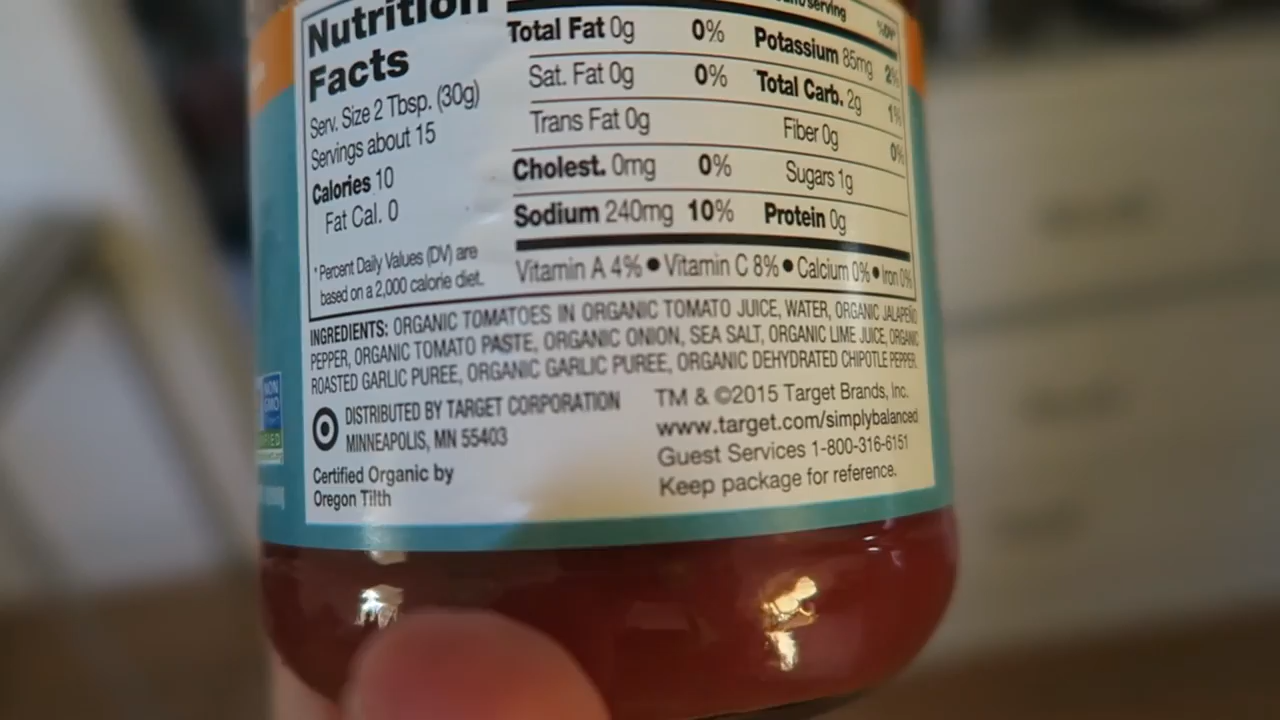 Nutrition
Facts
Serv. Size 2 Tbsp. (30g)
Servings about 15
Calories 10
Fat Cal. 0
*Percent Daily Values (DV) are
based on a 2,000 calorie diet.
Total Fat 0g 0%
Sat. Fat 0g 0%
Trans Fat 0g
Cholest. 0mg 0%
Sodium 240mg 10%
serving %DV*
Potassium 85mg 2%
Total Carb. 2g 1%
Fiber 0g 0%
Sugars 1g
Protein 0g
Vitamin A 4% • Vitamin C 8% • Calcium 0% • Iron 0%
INGREDIENTS: ORGANIC TOMATOES IN ORGANIC TOMATO JUICE, WATER, ORGANIC JALAPEÑO
PEPPER, ORGANIC TOMATO PASTE, ORGANIC ONION, SEA SALT, ORGANIC LIME JUICE, ORGANIC
ROASTED GARLIC PUREE, ORGANIC GARLIC PUREE, ORGANIC DEHYDRATED CHIPOTLE PEPPER.
DISTRIBUTED BY TARGET CORPORATION
MINNEAPOLIS, MN 55403
Certified Organic by
Oregon Tilth
TM & ©2015 Target Brands, Inc.
www.target.com/simplybalanced
Guest Services 1-800-316-6151
Keep package for reference.
NON
GMO